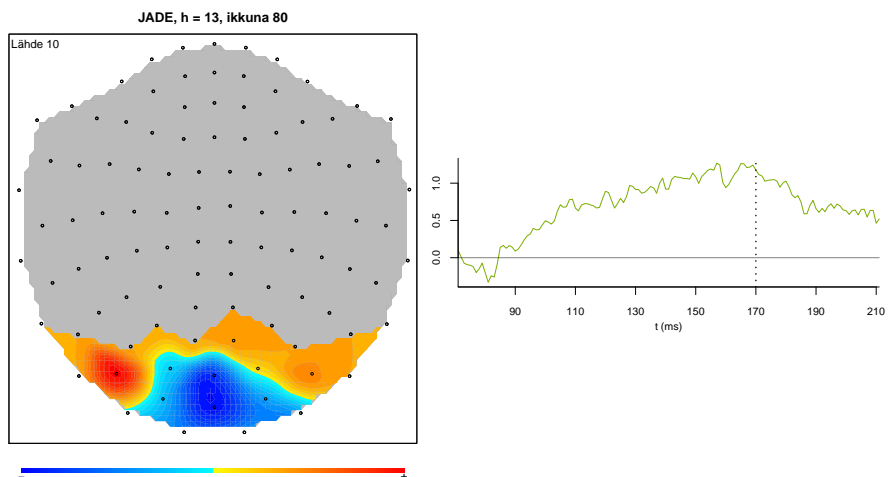 JADE, h = 13, ikkuna 80
Lähde 10
0.0 0.5 1.0
90 110 130 150 170 190 210
t (ms)
− +